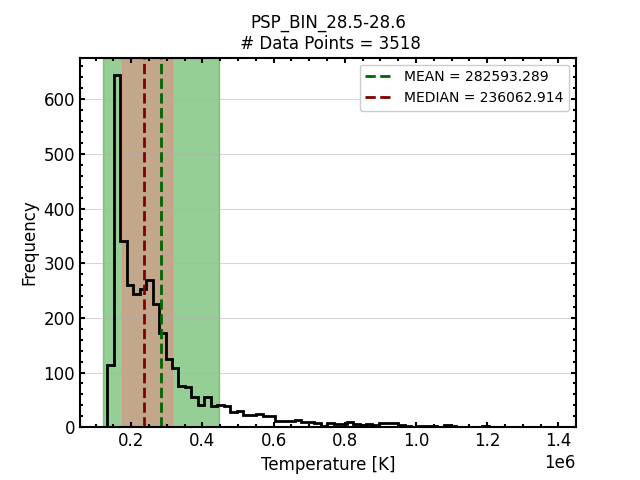 PSP_BIN_28.5-28.6
# Data Points = 3518
MEAN = 282593.289
MEDIAN = 236062.914
Frequency
600
500
400
300
200
100
0
0.2 0.4 0.6 0.8 1.0 1.2 1.4
1e6
Temperature [K]